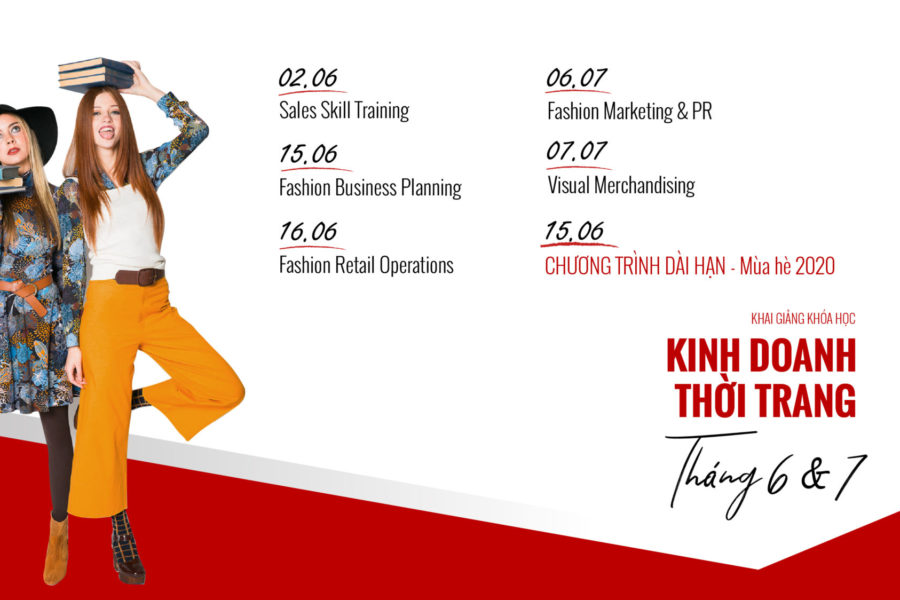 02.06
Sales Skill Training
15.06
Fashion Business Planning
16.06
Fashion Retail Operations
06.07
Fashion Marketing & PR
07.07
Visual Merchandising
15.06
CHƯƠNG TRÌNH DÀI HẠN - Mùa hè 2020
KHAI GIẢNG KHÓA HỌC
KINH DOANH
THỜI TRANG
Tháng 6 & 7